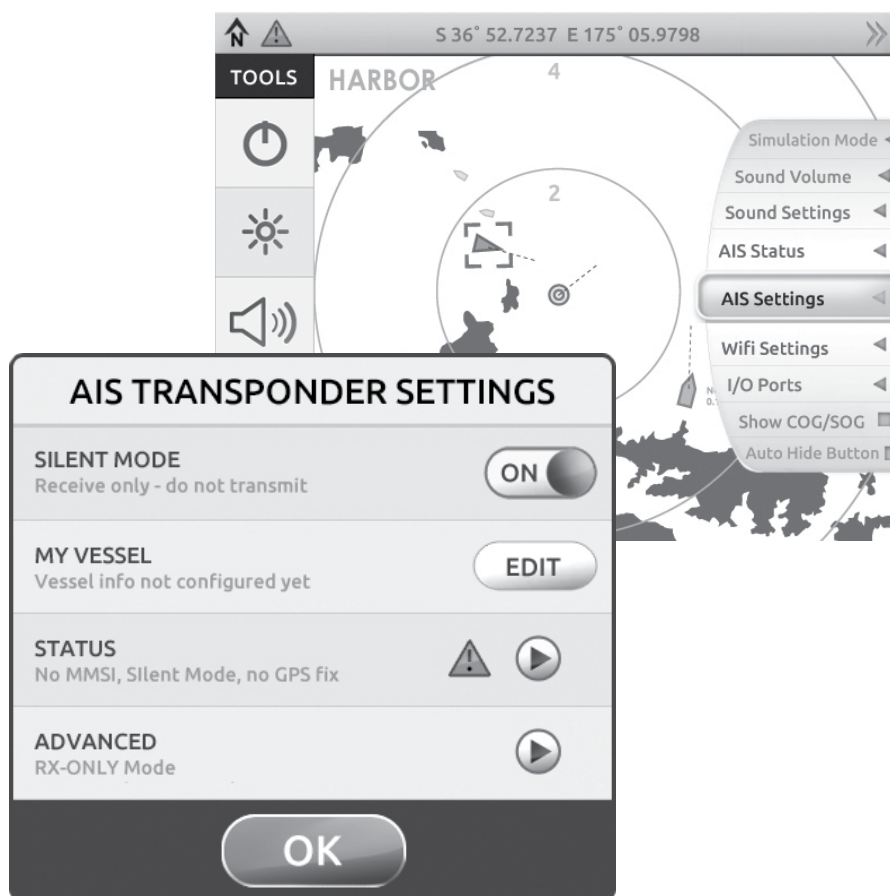 N
S 36° 52.7237 E 175° 05.9798
TOOLS
HARBOR
4
2
Simulation Mode
Sound Volume
Sound Settings
AIS Status
AIS Settings
Wifi Settings
I/O Ports
Show COG/SOG
Auto Hide Button
AIS TRANSPONDER SETTINGS
SILENT MODE
Receive only - do not transmit
ON
MY VESSEL
Vessel info not configured yet
EDIT
STATUS
No MMSI, SIlent Mode, no GPS fix
ADVANCED
RX-ONLY Mode
OK